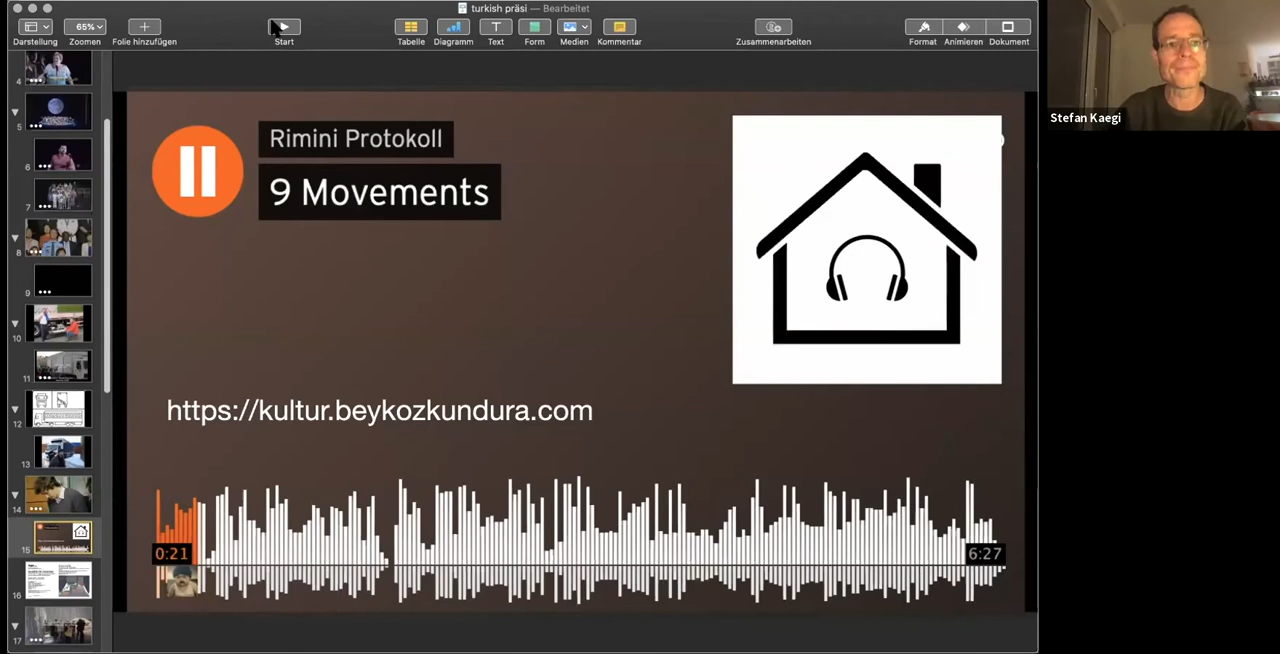 turkish präsi — Bearbeitet
65%
Darstellung
Zoomen
Folie hinzufügen
Start
Tabelle
Diagramm
Text
Form
Medien
Kommentar
Zusammenarbeiten
Format
Animieren
Dokument
4
5
6
7
8
9
10
11
12
13
14
15
16
17
Rimini Protokoll
9 Movements
https://kultur.beykozkundura.com
0:21
6:27
Stefan Kaegi